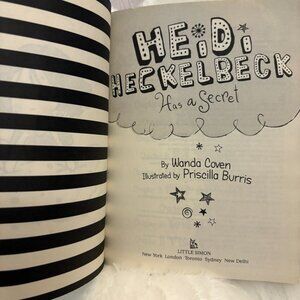 HEiDi
HECKELBECK
Has a Secret
By Wanda Coven
Illustrated by Priscilla Burris
LITTLE SIMON
New York London Toronto Sydney New Delhi